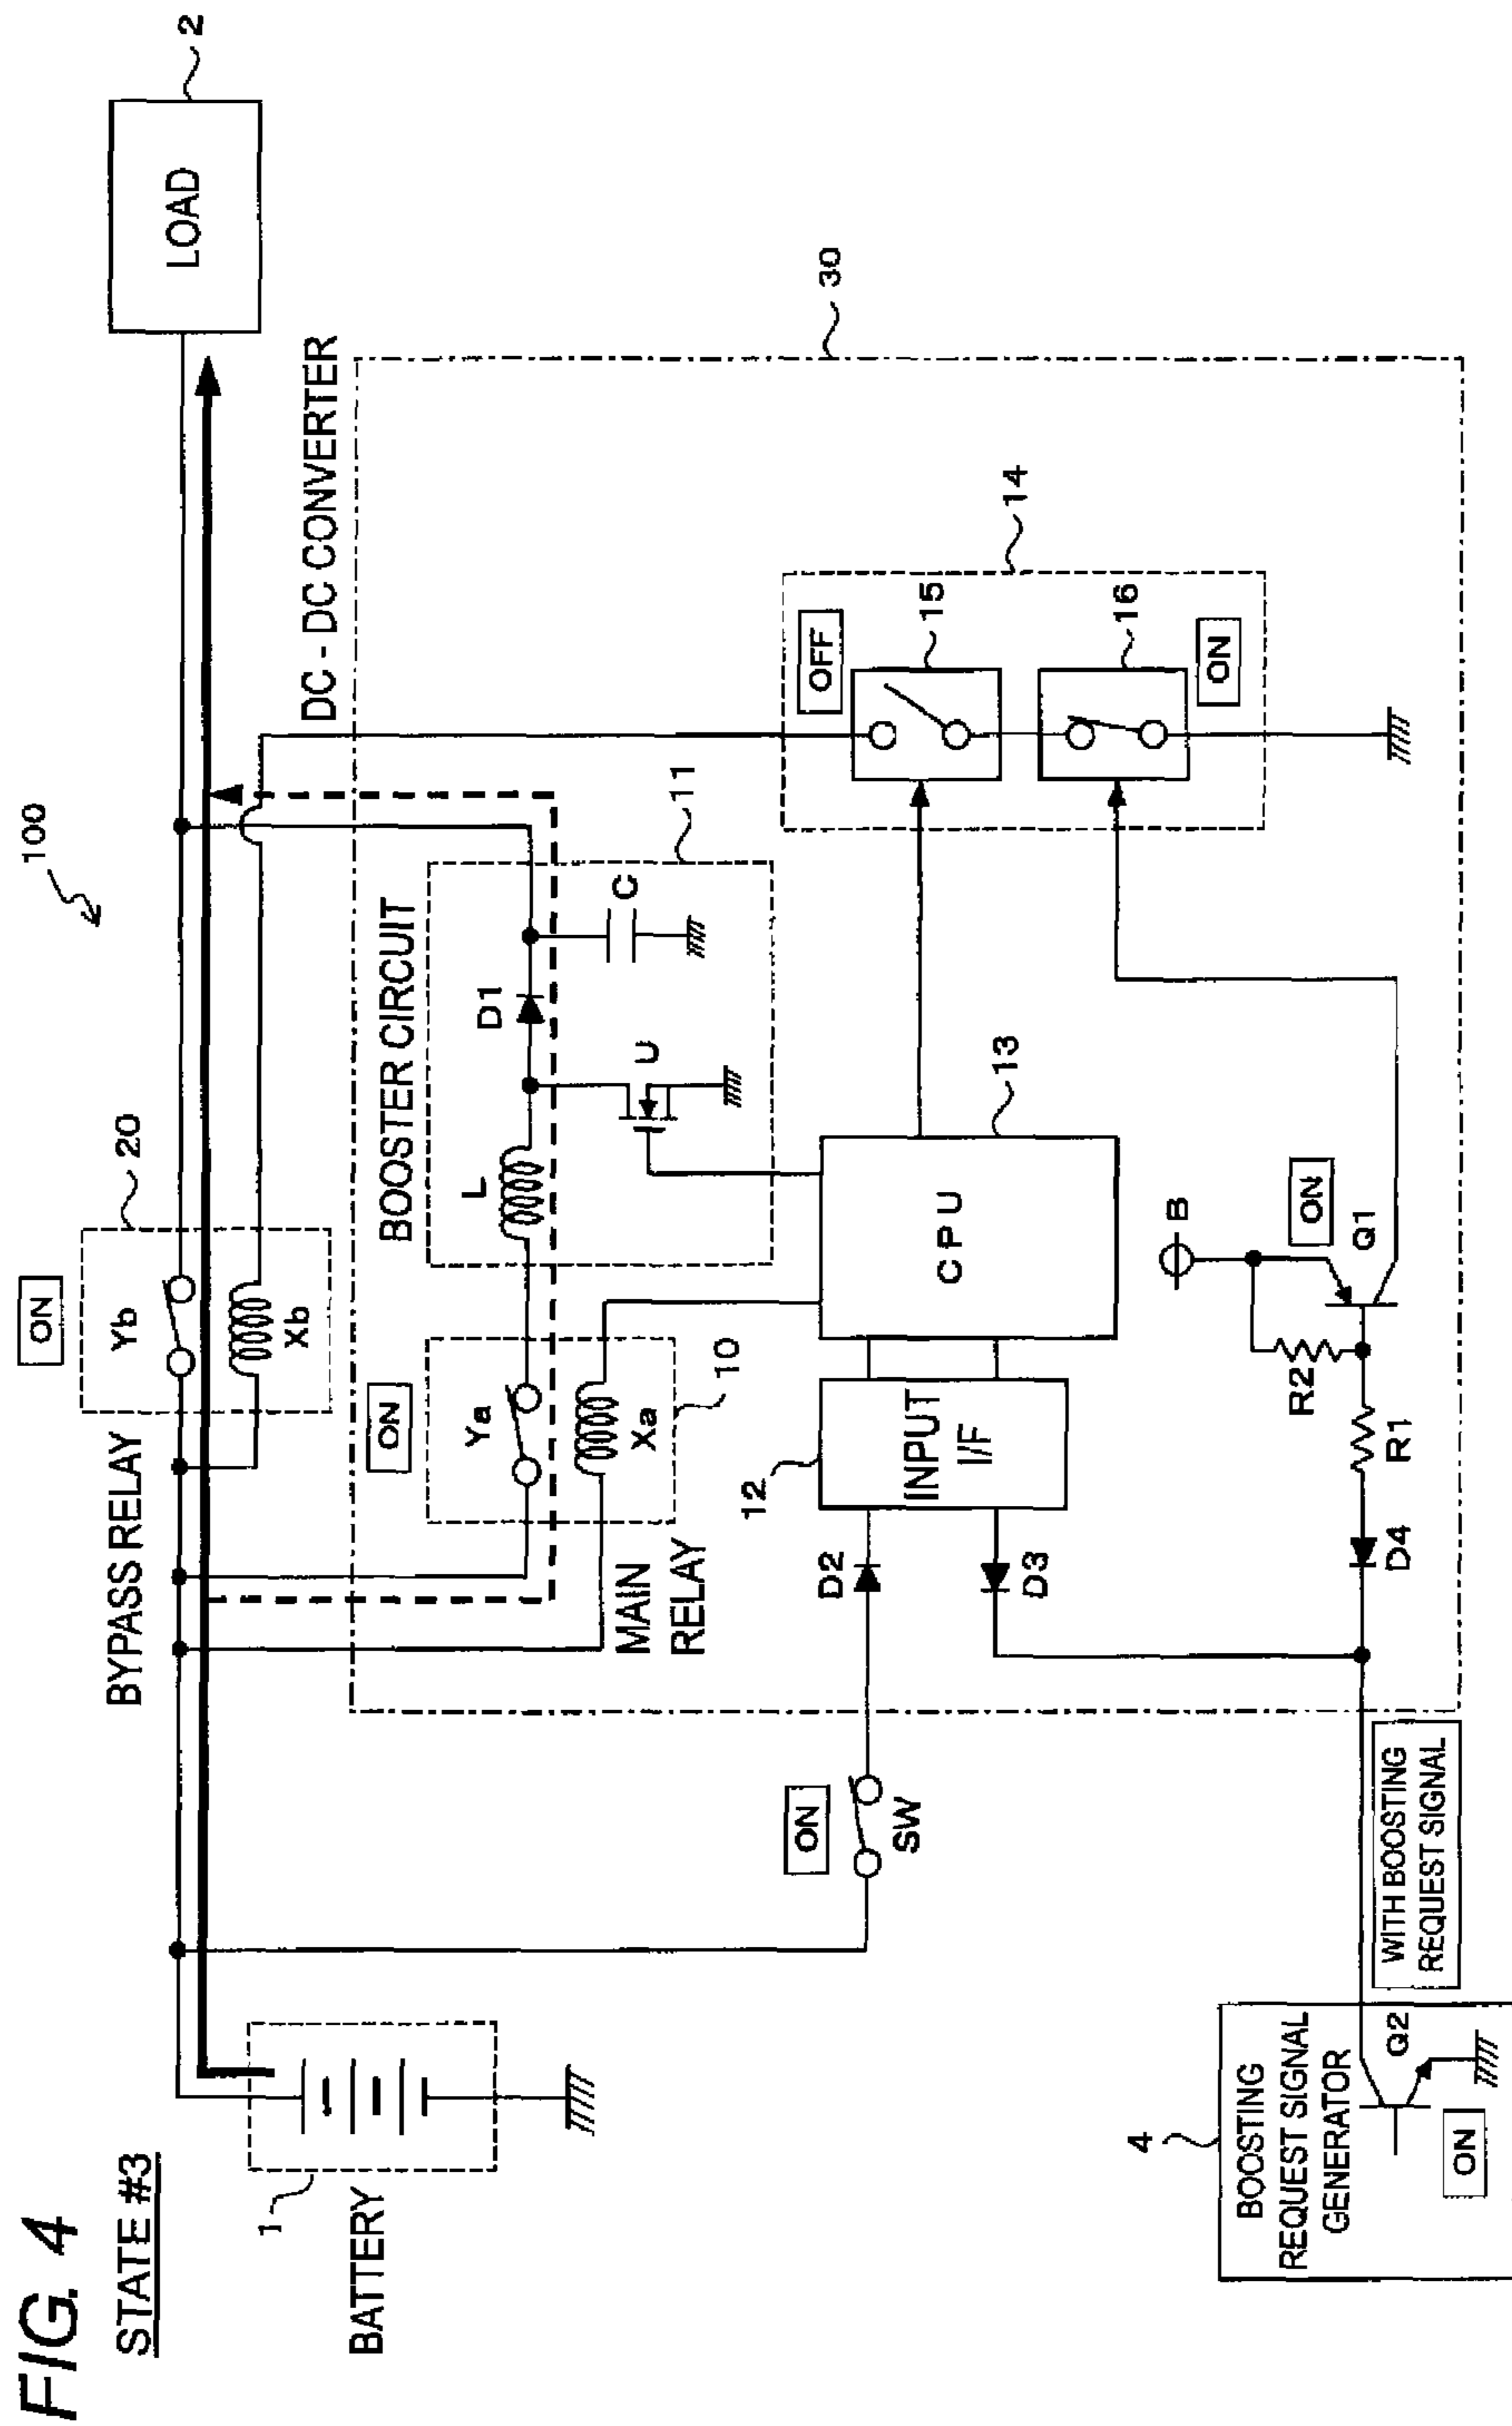 FIG. 4
STATE #3
100
BATTERY
1
BYPASS RELAY
ON
20
Yb
Xb
LOAD
2
DC - DC CONVERTER
30
MAIN
RELAY
ON
Ya
Xa
10
BOOSTER CIRCUIT
11
L
D1
U
C
ON
SW
D2
D3
12
INPUT
I/F
CPU
13
14
OFF
15
16
ON
B
ON
Q1
R2
R1
D4
WITH BOOSTING
REQUEST SIGNAL
4
BOOSTING
REQUEST SIGNAL
GENERATOR
Q2
ON